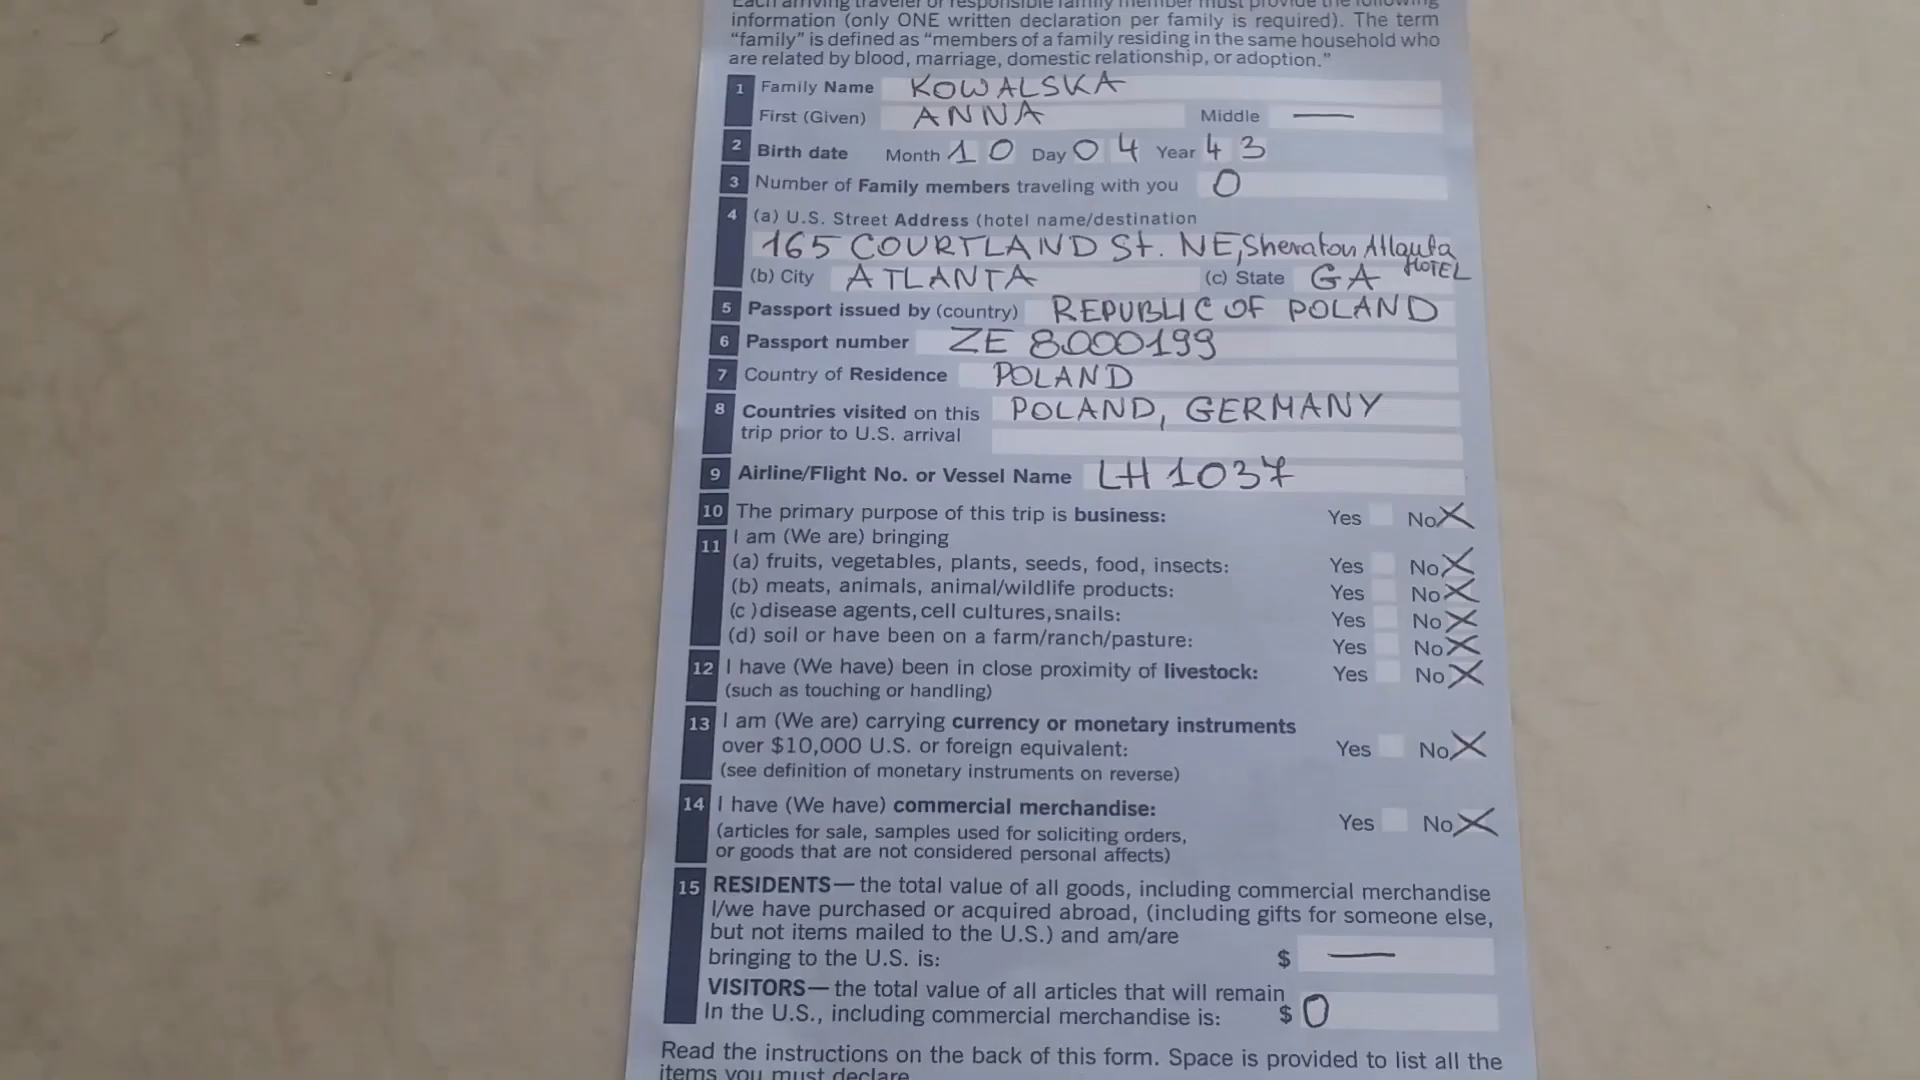 Each arriving traveler or responsible family member must provide the following
information (only ONE written declaration per family is required). The term
“family” is defined as “members of a family residing in the same household who
are related by blood, marriage, domestic relationship, or adoption.”
1 Family Name KOWALSKA
First (Given) ANNA Middle —
2 Birth date Month 10 Day 04 Year 43
3 Number of Family members traveling with you 0
4 (a) U.S. Street Address (hotel name/destination
165 COURTLAND St. NE, Sheraton Atlanta
HOTEL
(b) City ATLANTA (c) State GA
5 Passport issued by (country) REPUBLIC OF POLAND
6 Passport number ZE 8000199
7 Country of Residence POLAND
8 Countries visited on this POLAND, GERMANY
trip prior to U.S. arrival
9 Airline/Flight No. or Vessel Name LH 1037
10 The primary purpose of this trip is business: Yes No X
11 I am (We are) bringing
(a) fruits, vegetables, plants, seeds, food, insects: Yes No X
(b) meats, animals, animal/wildlife products: Yes No X
(c )disease agents, cell cultures, snails: Yes No X
(d) soil or have been on a farm/ranch/pasture: Yes No X
12 I have (We have) been in close proximity of livestock: Yes No X
(such as touching or handling)
13 I am (We are) carrying currency or monetary instruments
over $10,000 U.S. or foreign equivalent: Yes No X
(see definition of monetary instruments on reverse)
14 I have (We have) commercial merchandise: Yes No X
(articles for sale, samples used for soliciting orders,
or goods that are not considered personal affects)
15 RESIDENTS— the total value of all goods, including commercial merchandise
I/we have purchased or acquired abroad, (including gifts for someone else,
but not items mailed to the U.S.) and am/are
bringing to the U.S. is: $ —
VISITORS— the total value of all articles that will remain
In the U.S., including commercial merchandise is: $ 0
Read the instructions on the back of this form. Space is provided to list all the
items you must declare